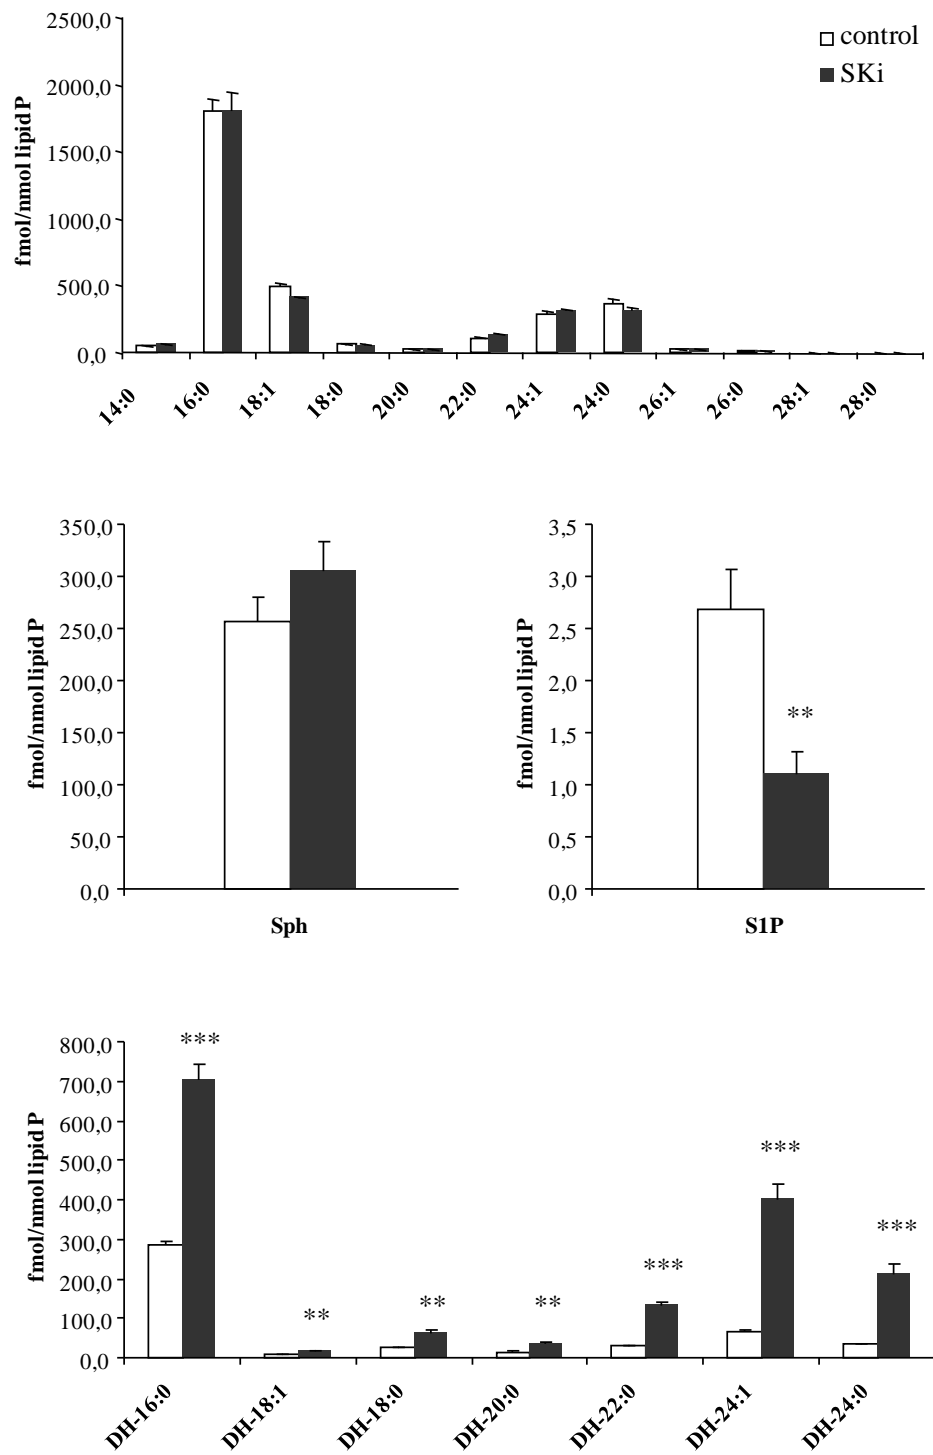 2500,0
2000,0
1500,0
1000,0
500,0
0,0
fmol/nmol lipid P
control
SKi
14:0 16:0 18:1 18:0 20:0 22:0 24:1 24:0 26:1 26:0 28:1 28:0
350,0
300,0
250,0
200,0
150,0
100,0
50,0
0,0
fmol/nmol lipid P
Sph
3,5
3,0
2,5
2,0
1,5
1,0
0,5
0,0
fmol/nmol lipid P
**
S1P
800,0
700,0
600,0
500,0
400,0
300,0
200,0
100,0
0,0
fmol/nmol lipid P
*** ** ** ** *** *** ***
DH-16:0 DH-18:1 DH-18:0 DH-20:0 DH-22:0 DH-24:1 DH-24:0